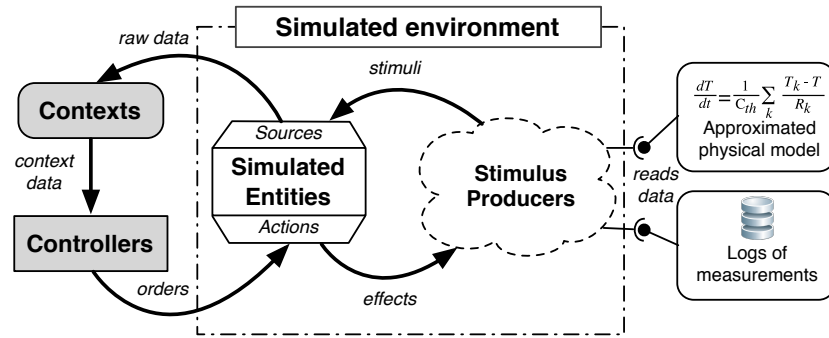 Simulated environment
raw data
stimuli
Contexts
Sources
context
data
Simulated
Entities
Stimulus
Producers
Actions
Controllers
orders
effects
reads
data
dT/dt = 1/C_th ∑_k (T_k - T)/R_k
Approximated
physical model
Logs of
measurements